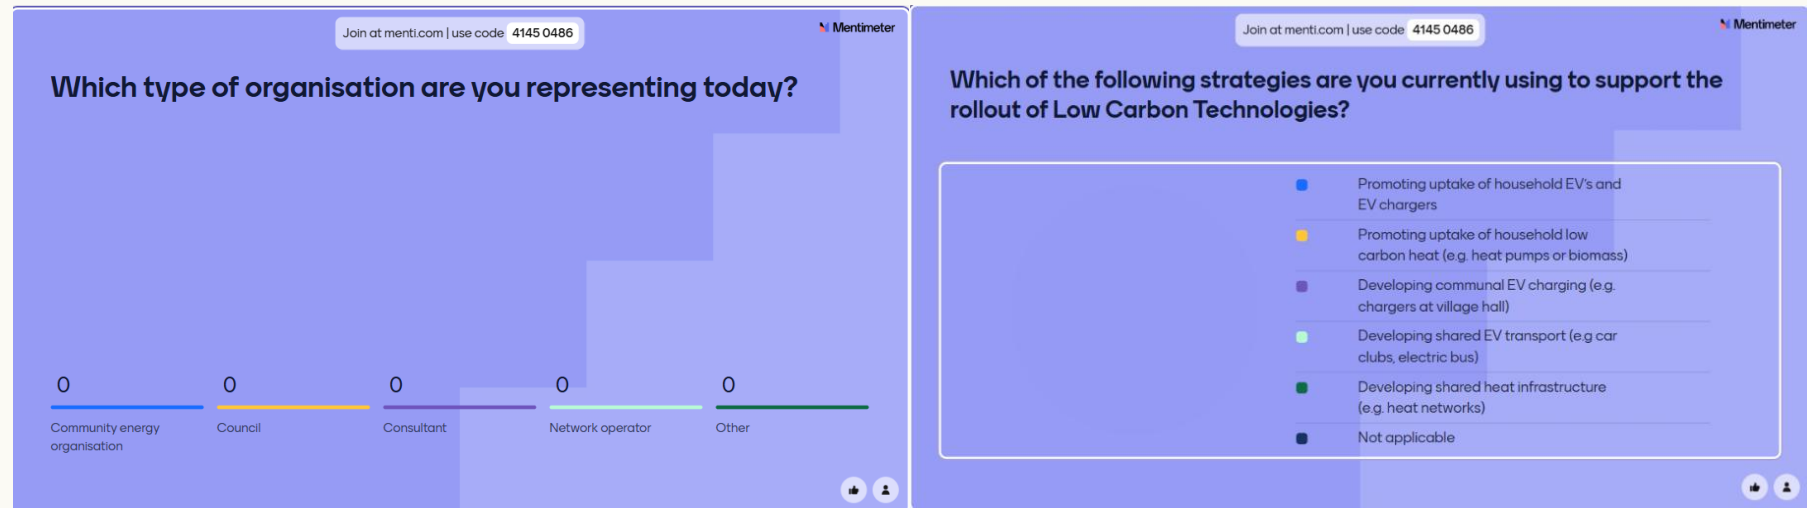 Join at menti.com | use code 4145 0486
Mentimeter
Which type of organisation are you representing today?
0
0
0
0
0
Community energy
organisation
Council
Consultant
Network operator
Other
Join at menti.com | use code 4145 0486
Mentimeter
Which of the following strategies are you currently using to support the
rollout of Low Carbon Technologies?
Promoting uptake of household EV's and
EV chargers
Promoting uptake of household low
carbon heat (e.g. heat pumps or biomass)
Developing communal EV charging (e.g.
chargers at village hall)
Developing shared EV transport (e.g car
clubs, electric bus)
Developing shared heat infrastructure
(e.g. heat networks)
Not applicable